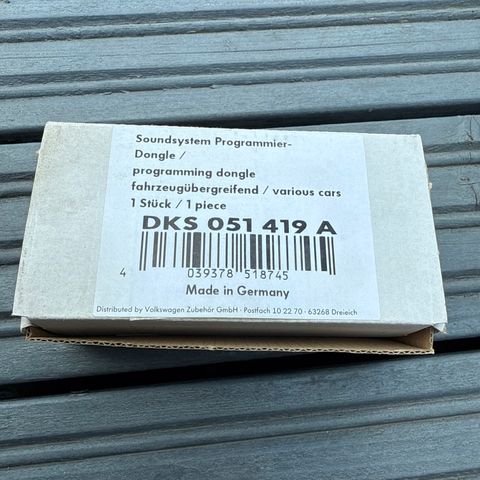 Soundsystem Programmier-
Dongle /
programming dongle
fahrzeugübergreifend / various cars
1 Stück / 1 piece
DKS 051 419 A
4 039378 518745
Made in Germany
Distributed by Volkswagen Zubehör GmbH · Postfach 10 22 70 · 63268 Dreieich